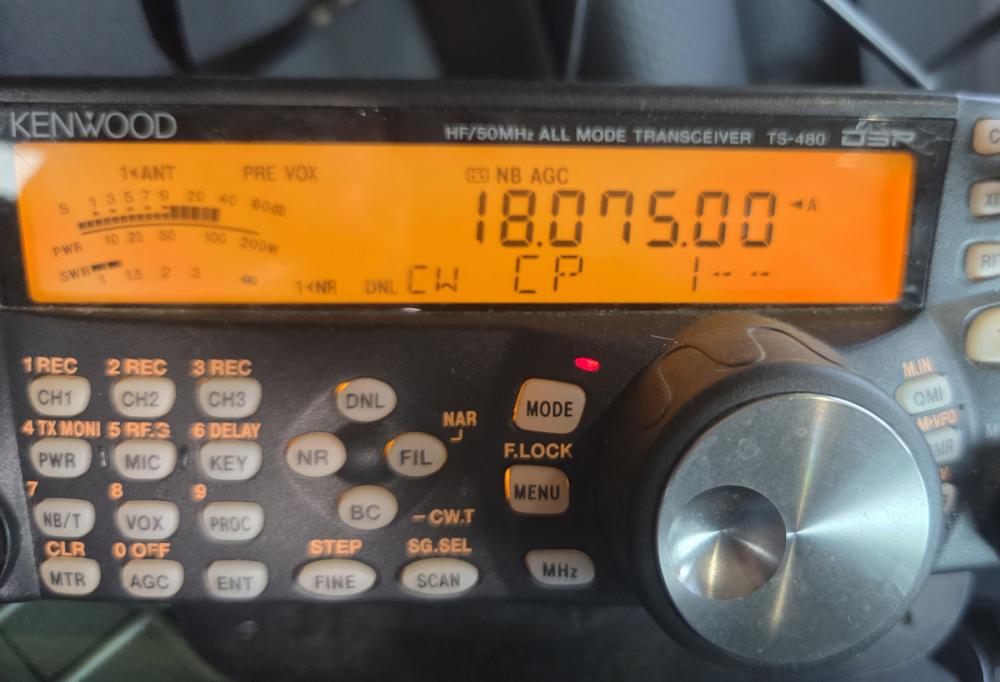 KENWOOD
HF/50MHz ALL MODE TRANSCEIVER TS-480 DSP
1 ANT PRE VOX NB AGC
S 1 3 5 7 9 20 40 60dB
18.075.00 ◄A
PWR 10 25 50 100 200W
SWR 1 1.5 2 3 ∞
1 NR DNL CW CP 1-- --
1 REC 2 REC 3 REC
CH1 CH2 CH3 DNL MODE
M.IN
QMI
4 TX MONI 5 RF.S 6 DELAY NAR
PWR MIC KEY NR FIL F.LOCK
7 8 9 MENU
NB/T VOX PROC BC -CW.T
CLR 0 OFF STEP SG.SEL
MTR AGC ENT FINE SCAN MHz